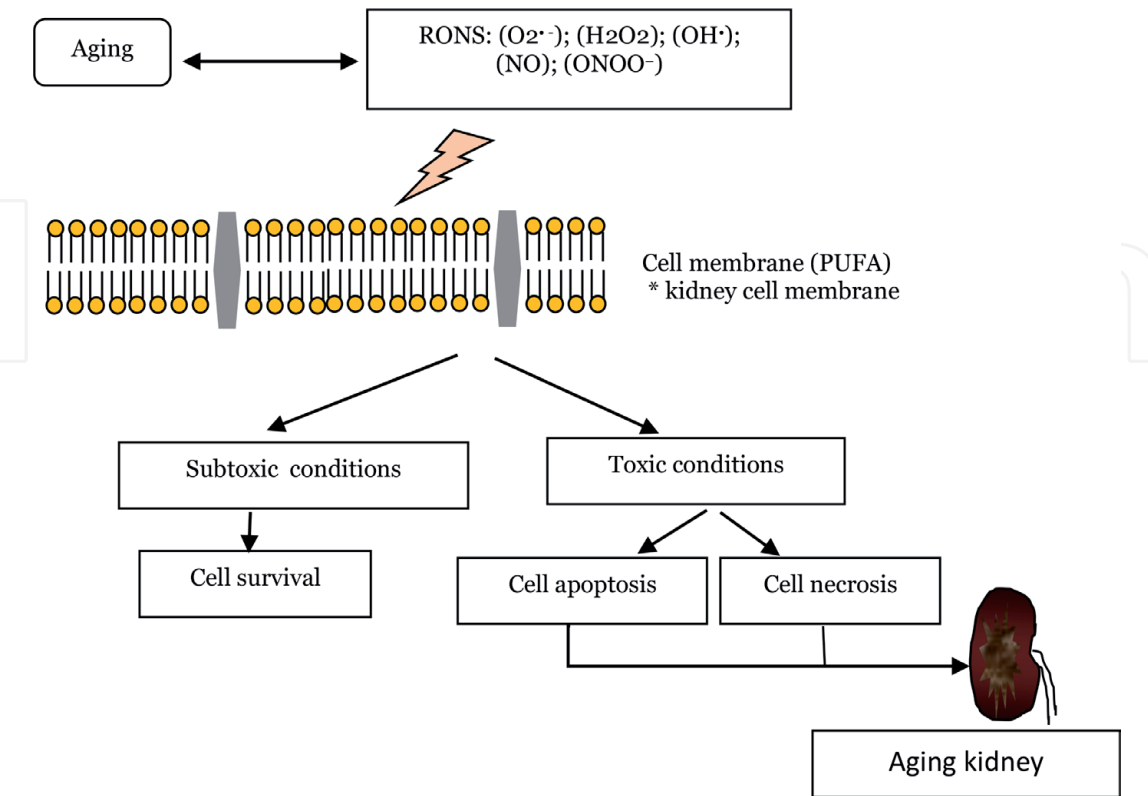 Aging
RONS: (O2•-); (H2O2); (OH•);
(NO); (ONOO–)
Cell membrane (PUFA)
* kidney cell membrane
Subtoxic conditions
Toxic conditions
Cell survival
Cell apoptosis
Cell necrosis
Aging kidney